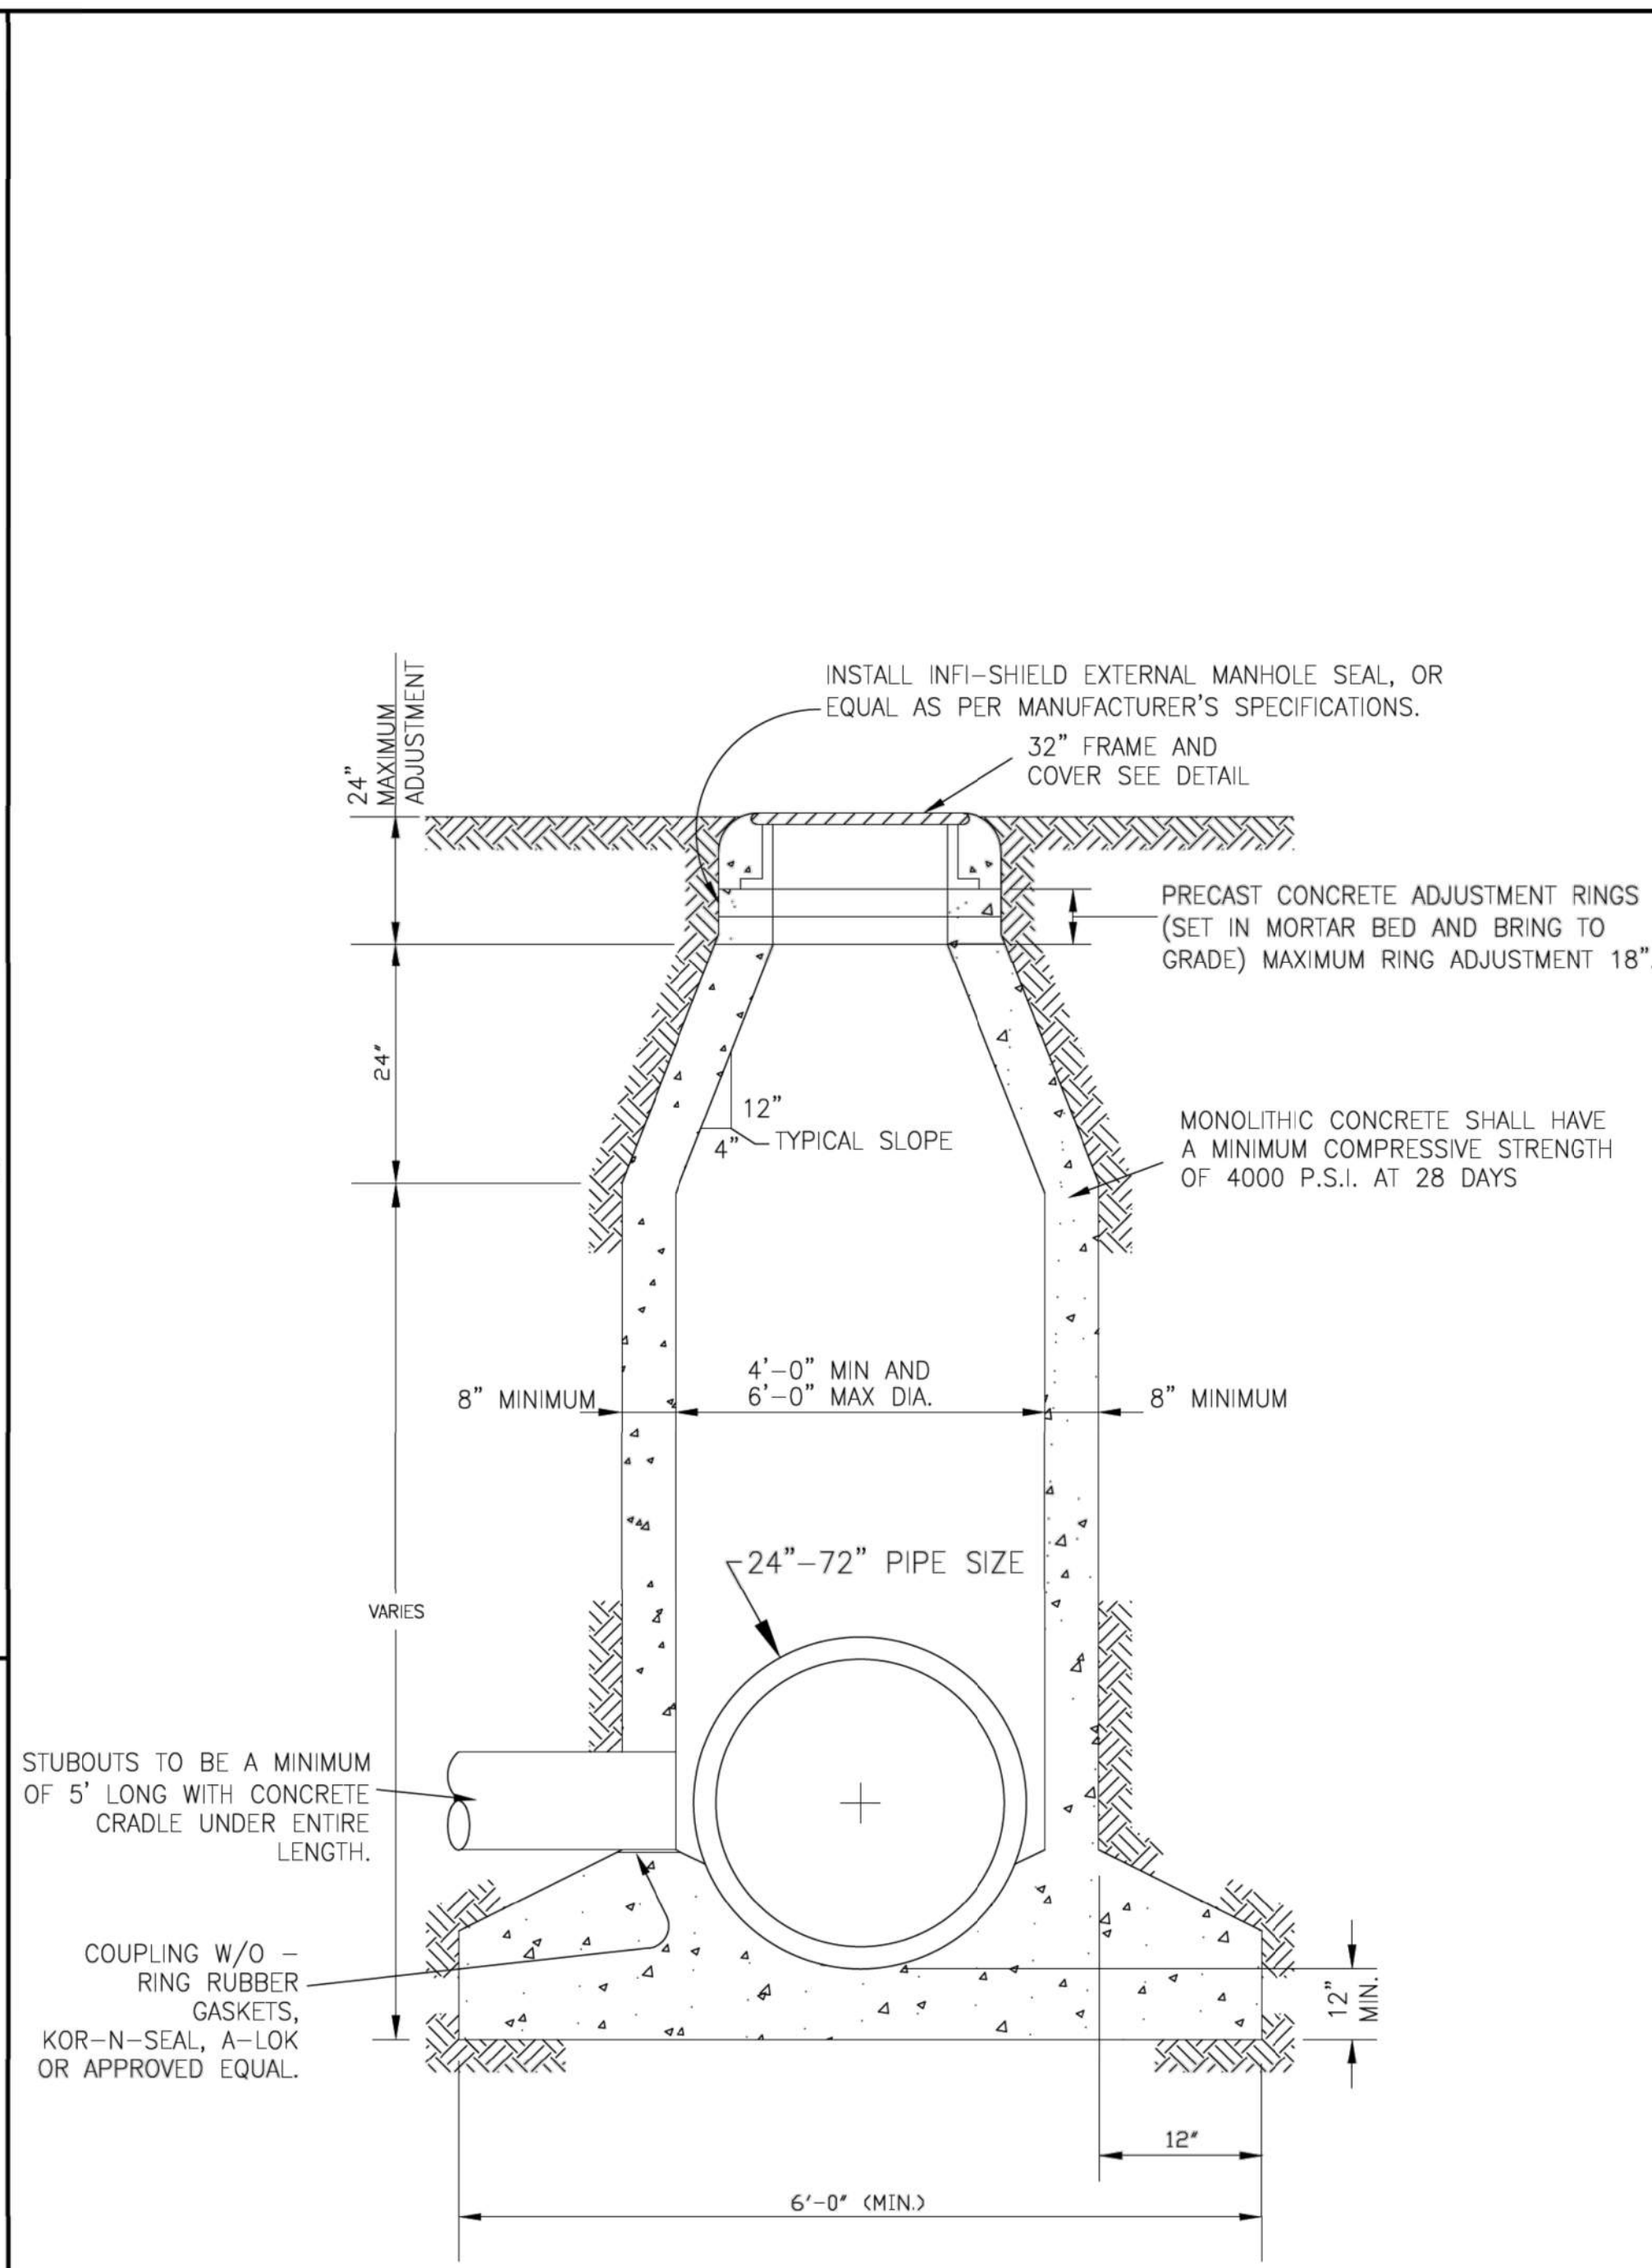 24"
MAXIMUM
ADJUSTMENT
INSTALL INFI-SHIELD EXTERNAL MANHOLE SEAL, OR
EQUAL AS PER MANUFACTURER'S SPECIFICATIONS.
32" FRAME AND
COVER SEE DETAIL
PRECAST CONCRETE ADJUSTMENT RINGS
(SET IN MORTAR BED AND BRING TO
GRADE) MAXIMUM RING ADJUSTMENT 18".
24"
12"
4"
TYPICAL SLOPE
MONOLITHIC CONCRETE SHALL HAVE
A MINIMUM COMPRESSIVE STRENGTH
OF 4000 P.S.I. AT 28 DAYS
8" MINIMUM
4'-0" MIN AND
6'-0" MAX DIA.
8" MINIMUM
24"-72" PIPE SIZE
VARIES
STUBOUTS TO BE A MINIMUM
OF 5' LONG WITH CONCRETE
CRADLE UNDER ENTIRE
LENGTH.
COUPLING W/O -
RING RUBBER
GASKETS,
KOR-N-SEAL, A-LOK
OR APPROVED EQUAL.
12"
MIN.
12"
6'-0" (MIN.)